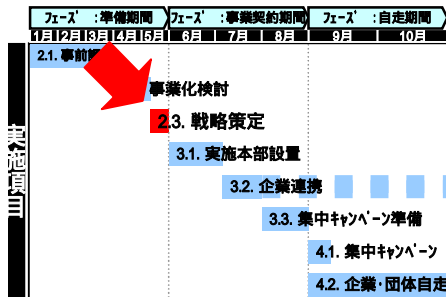 ﾌｪｰｽﾞ :準備期間 ﾌｪｰｽﾞ :事業契約期間 ﾌｪｰｽﾞ :自走期間
1月 2月 3月 4月 5月 6月 7月 8月 9月 10月
2.1. 事前
事業化検討
2.3. 戦略策定
3.1. 実施本部設置
3.2. 企業連携
3.3. 集中ｷｬﾝﾍﾟｰﾝ準備
4.1. 集中ｷｬﾝﾍﾟｰﾝ
4.2. 企業・団体自走
実施項目